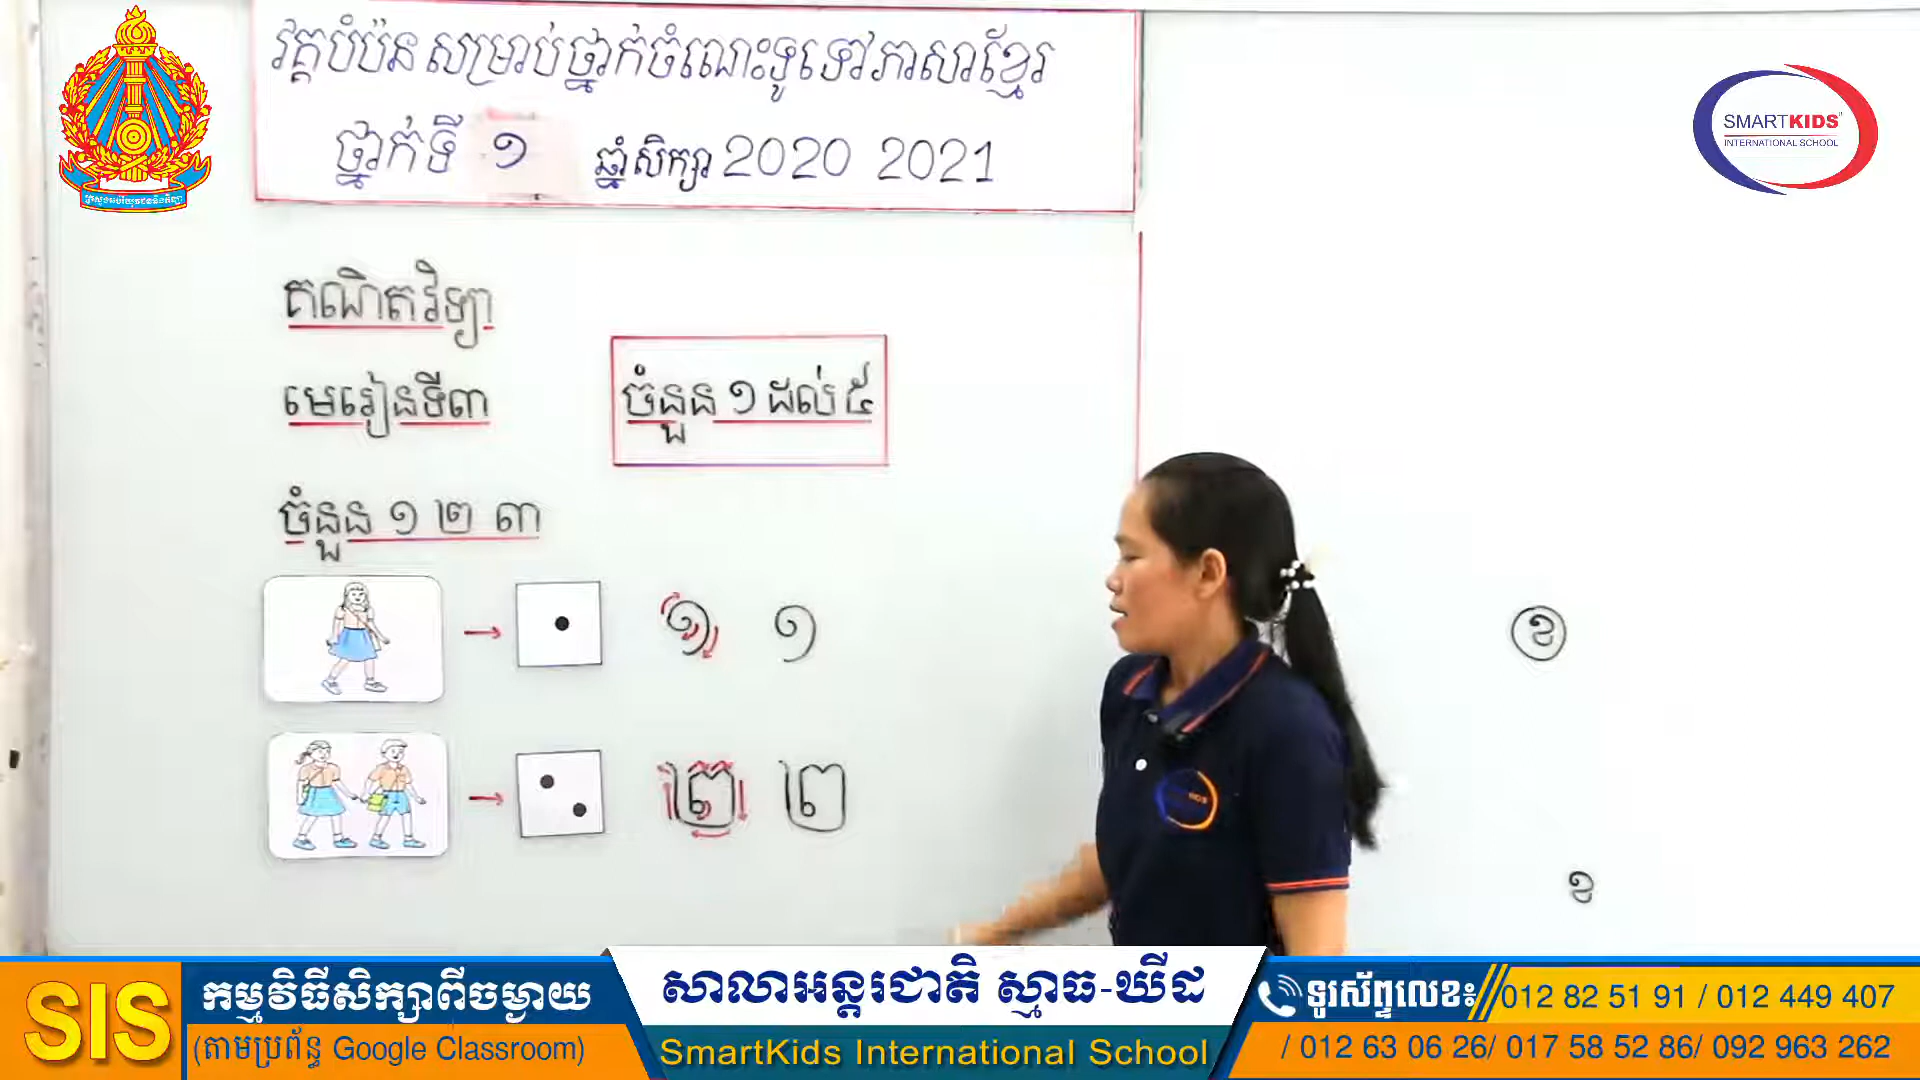 វគ្គបំប៉ន សម្រាប់ថ្នាក់ចំណេះទូទៅភាសាខ្មែរ
ថ្នាក់ទី ១ ឆ្នាំសិក្សា 2020 2021
SMARTKIDS
INTERNATIONAL SCHOOL
គណិតវិទ្យា
មេរៀនទី៣
ចំនួន ១ ដល់ ៥
ចំនួន ១ ២ ៣
១ ១
ខ
២ ២
ខ
SIS
កម្មវិធីសិក្សាពីចម្ងាយ
(តាមប្រព័ន្ធ Google Classroom)
សាលាអន្តរជាតិ ស្មាធ-ឃីដ
SmartKids International School
ទូរស័ព្ទលេខ៖ 012 82 51 91 / 012 449 407
/ 012 63 06 26/ 017 58 52 86/ 092 963 262